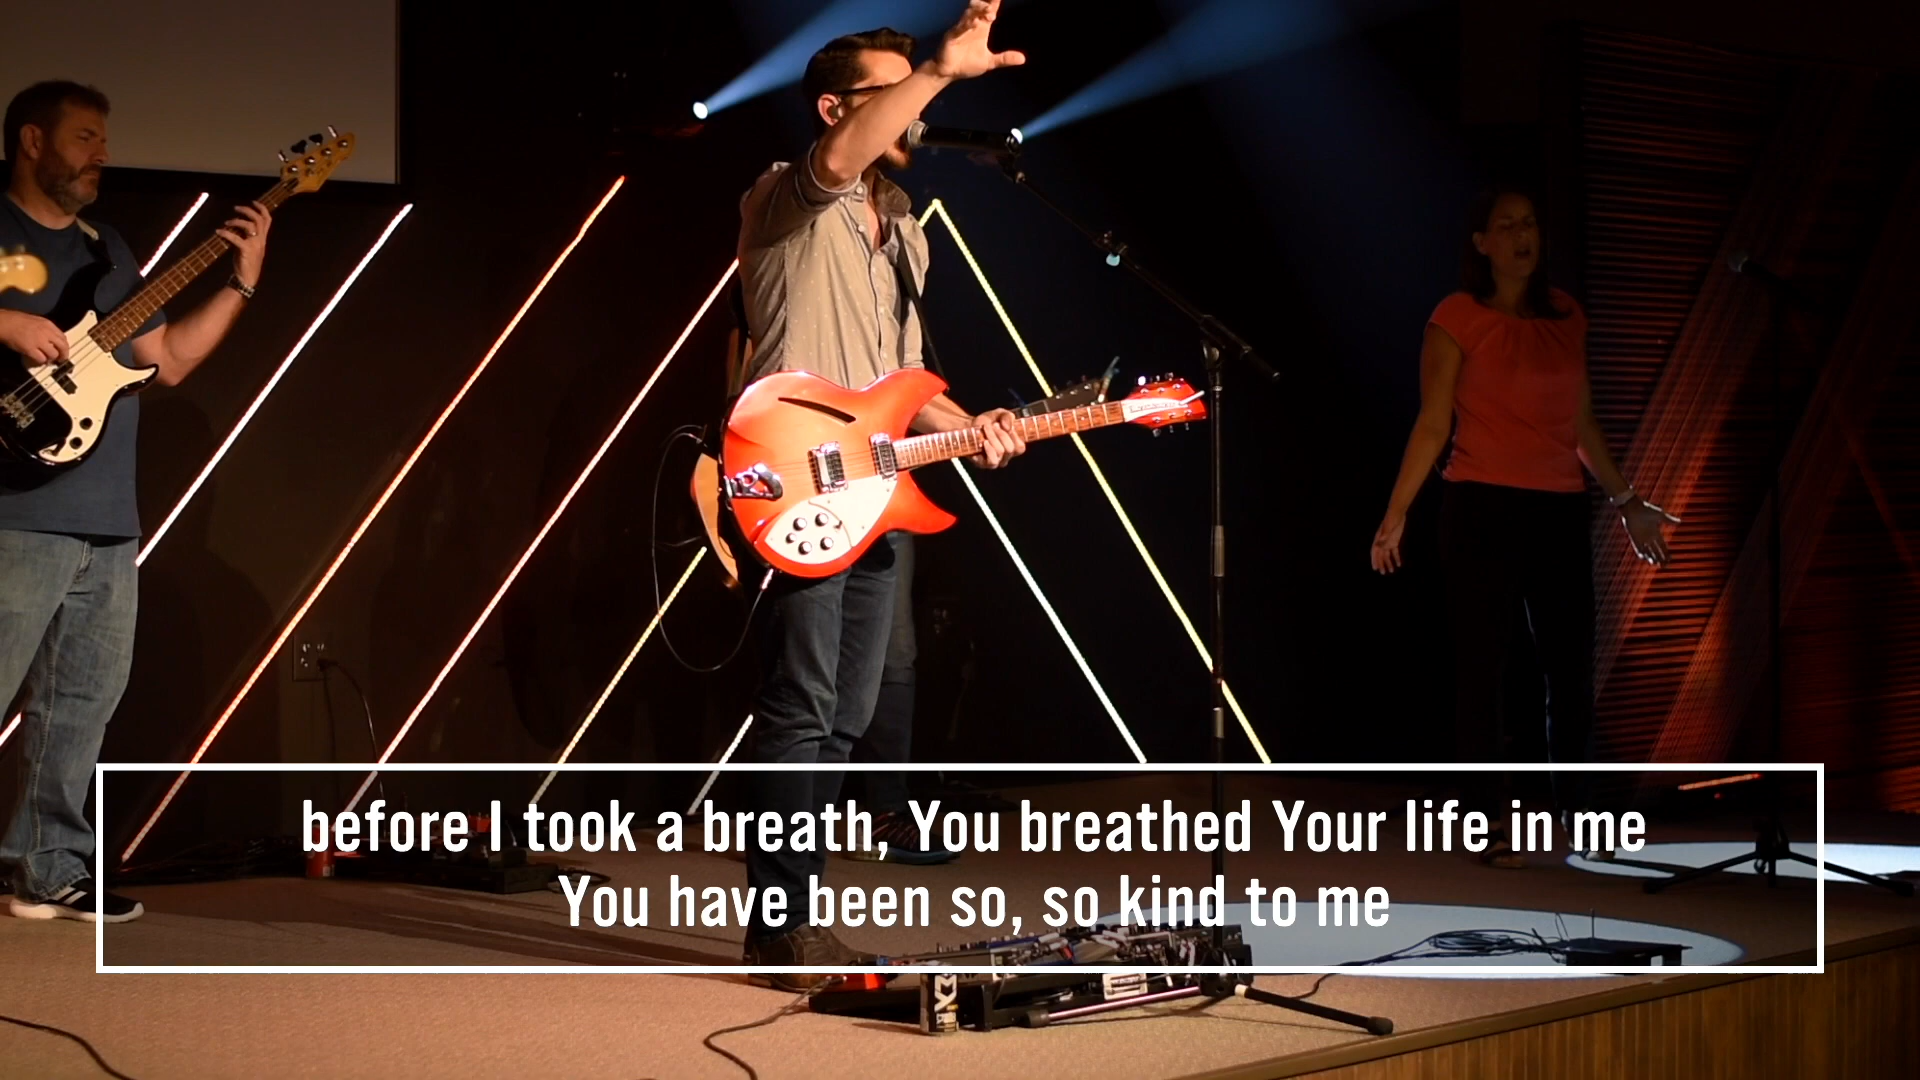 before I took a breath, You breathed Your life in me
You have been so, so kind to me